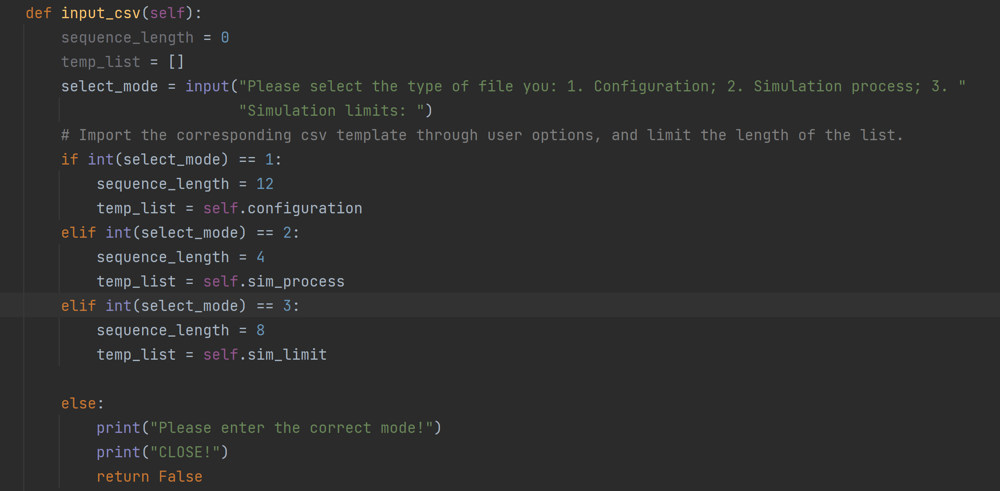 def input_csv(self):
    sequence_length = 0
    temp_list = []
    select_mode = input("Please select the type of file you: 1. Configuration; 2. Simulation process; 3. "
                        "Simulation limits: ")
    # Import the corresponding csv template through user options, and limit the length of the list.
    if int(select_mode) == 1:
        sequence_length = 12
        temp_list = self.configuration
    elif int(select_mode) == 2:
        sequence_length = 4
        temp_list = self.sim_process
    elif int(select_mode) == 3:
        sequence_length = 8
        temp_list = self.sim_limit

    else:
        print("Please enter the correct mode!")
        print("CLOSE!")
        return False